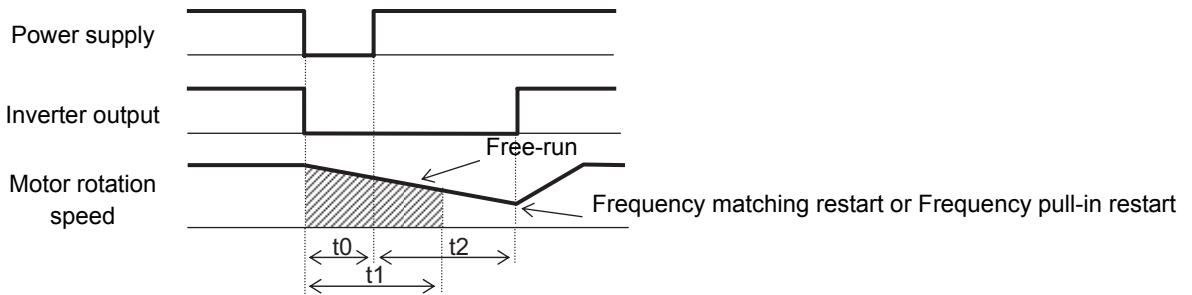 Power supply
Inverter output
Free-run
Motor rotation
speed
Frequency matching restart or Frequency pull-in restart
t0
t2
t1